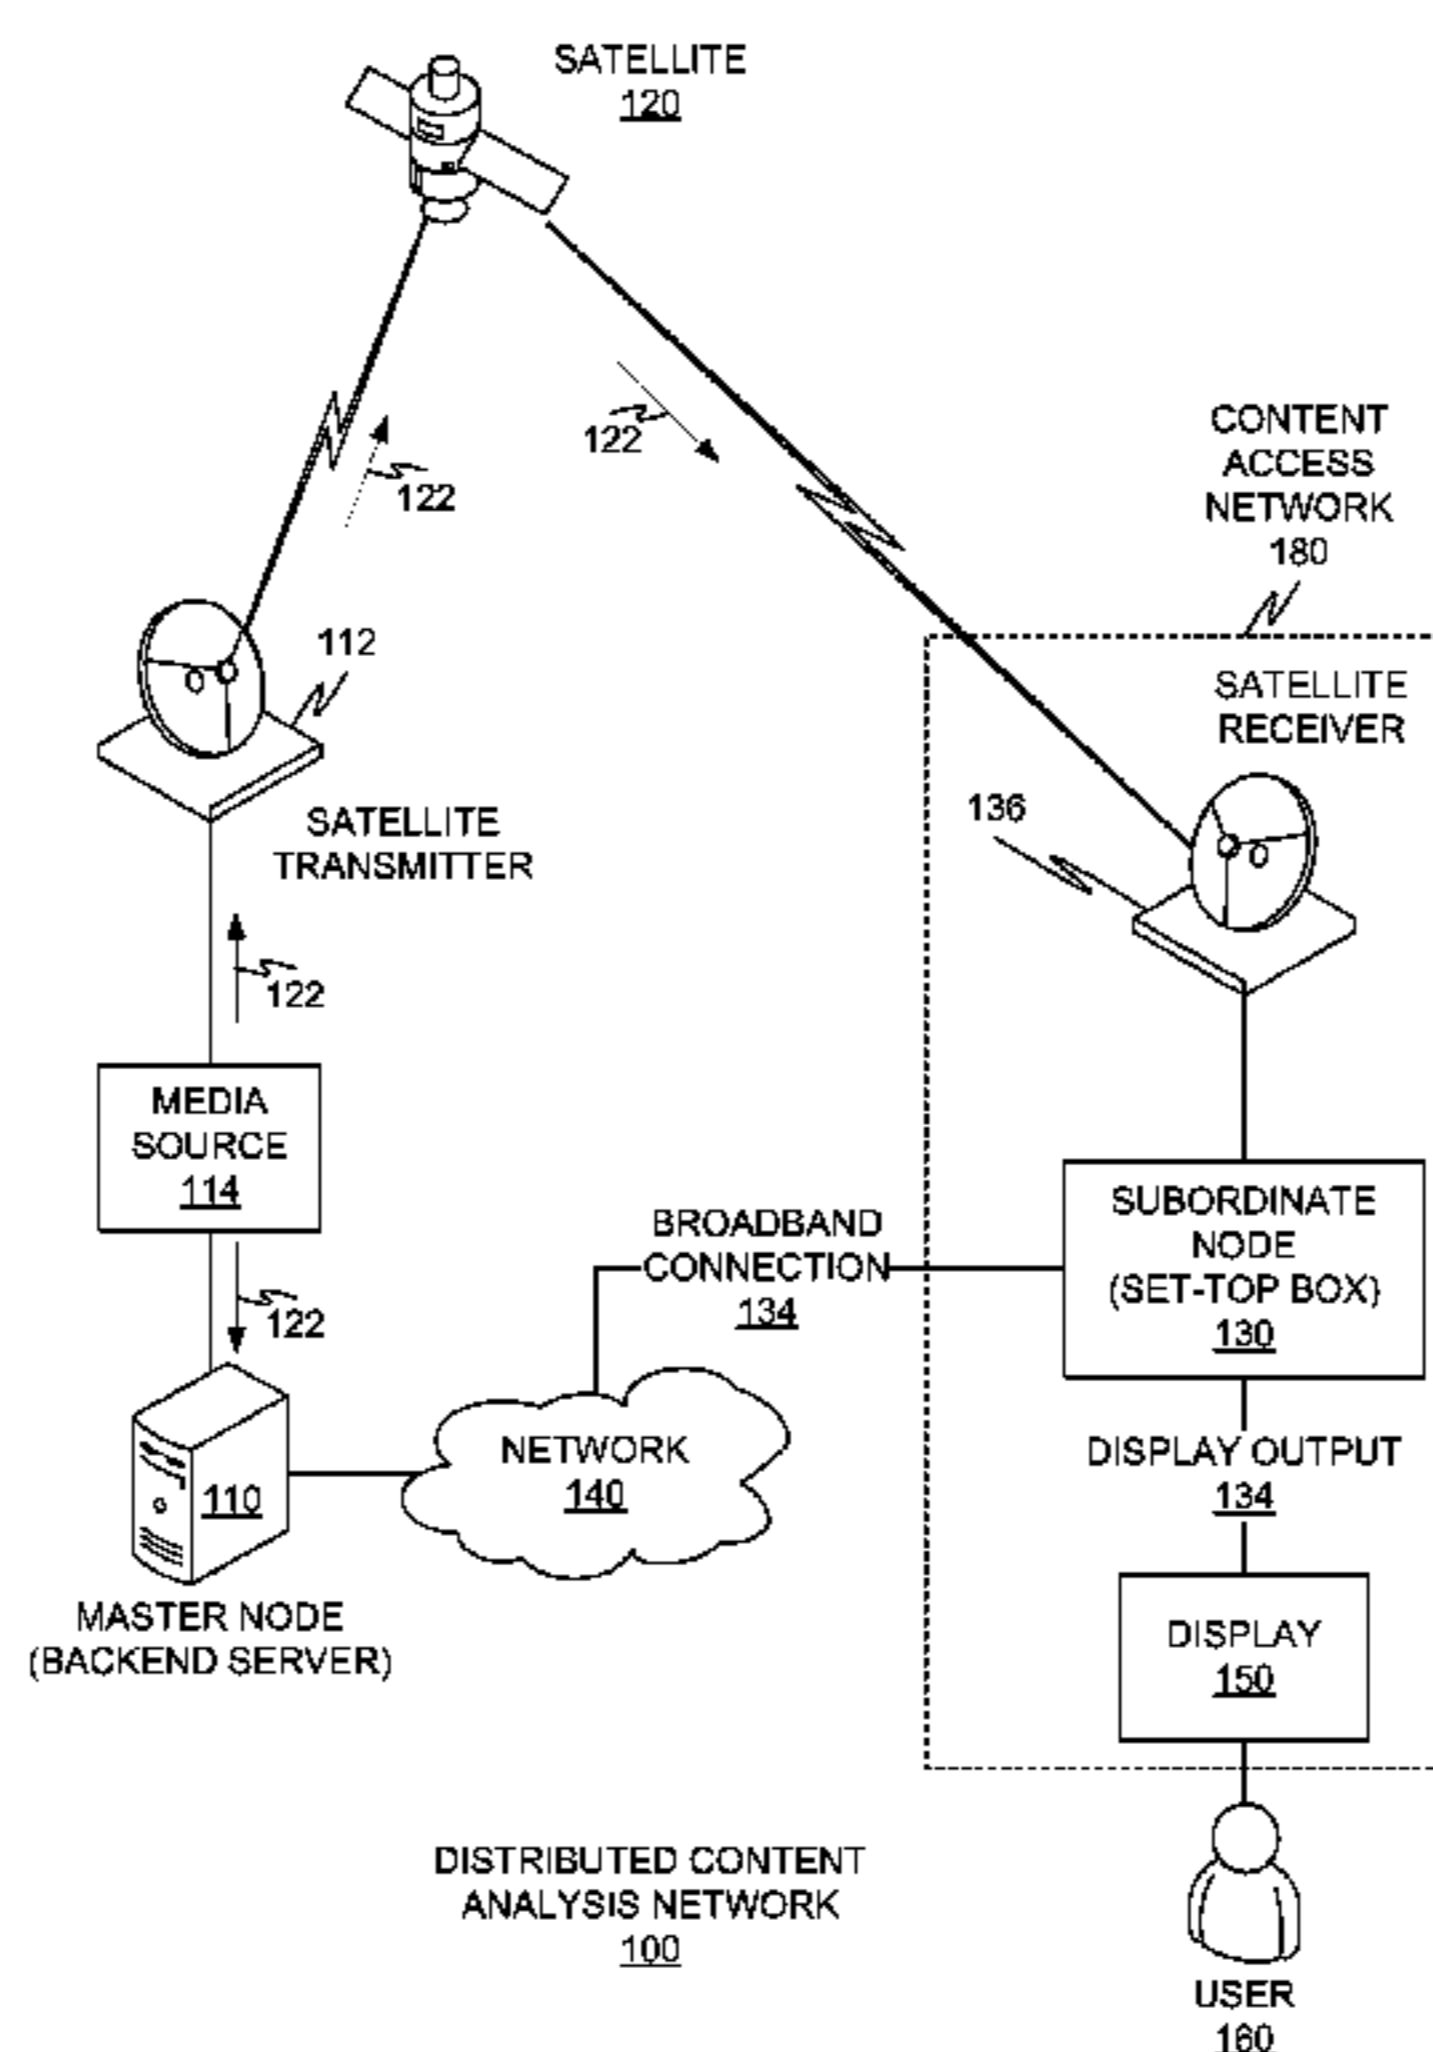 SATELLITE
120
122
122
CONTENT
ACCESS
NETWORK
180
112
SATELLITE
RECEIVER
136
SATELLITE
TRANSMITTER
122
MEDIA
SOURCE
114
122
BROADBAND
CONNECTION
134
SUBORDINATE
NODE
(SET-TOP BOX)
130
NETWORK
140
110
MASTER NODE
(BACKEND SERVER)
DISPLAY OUTPUT
134
DISPLAY
150
DISTRIBUTED CONTENT
ANALYSIS NETWORK
100
USER
160